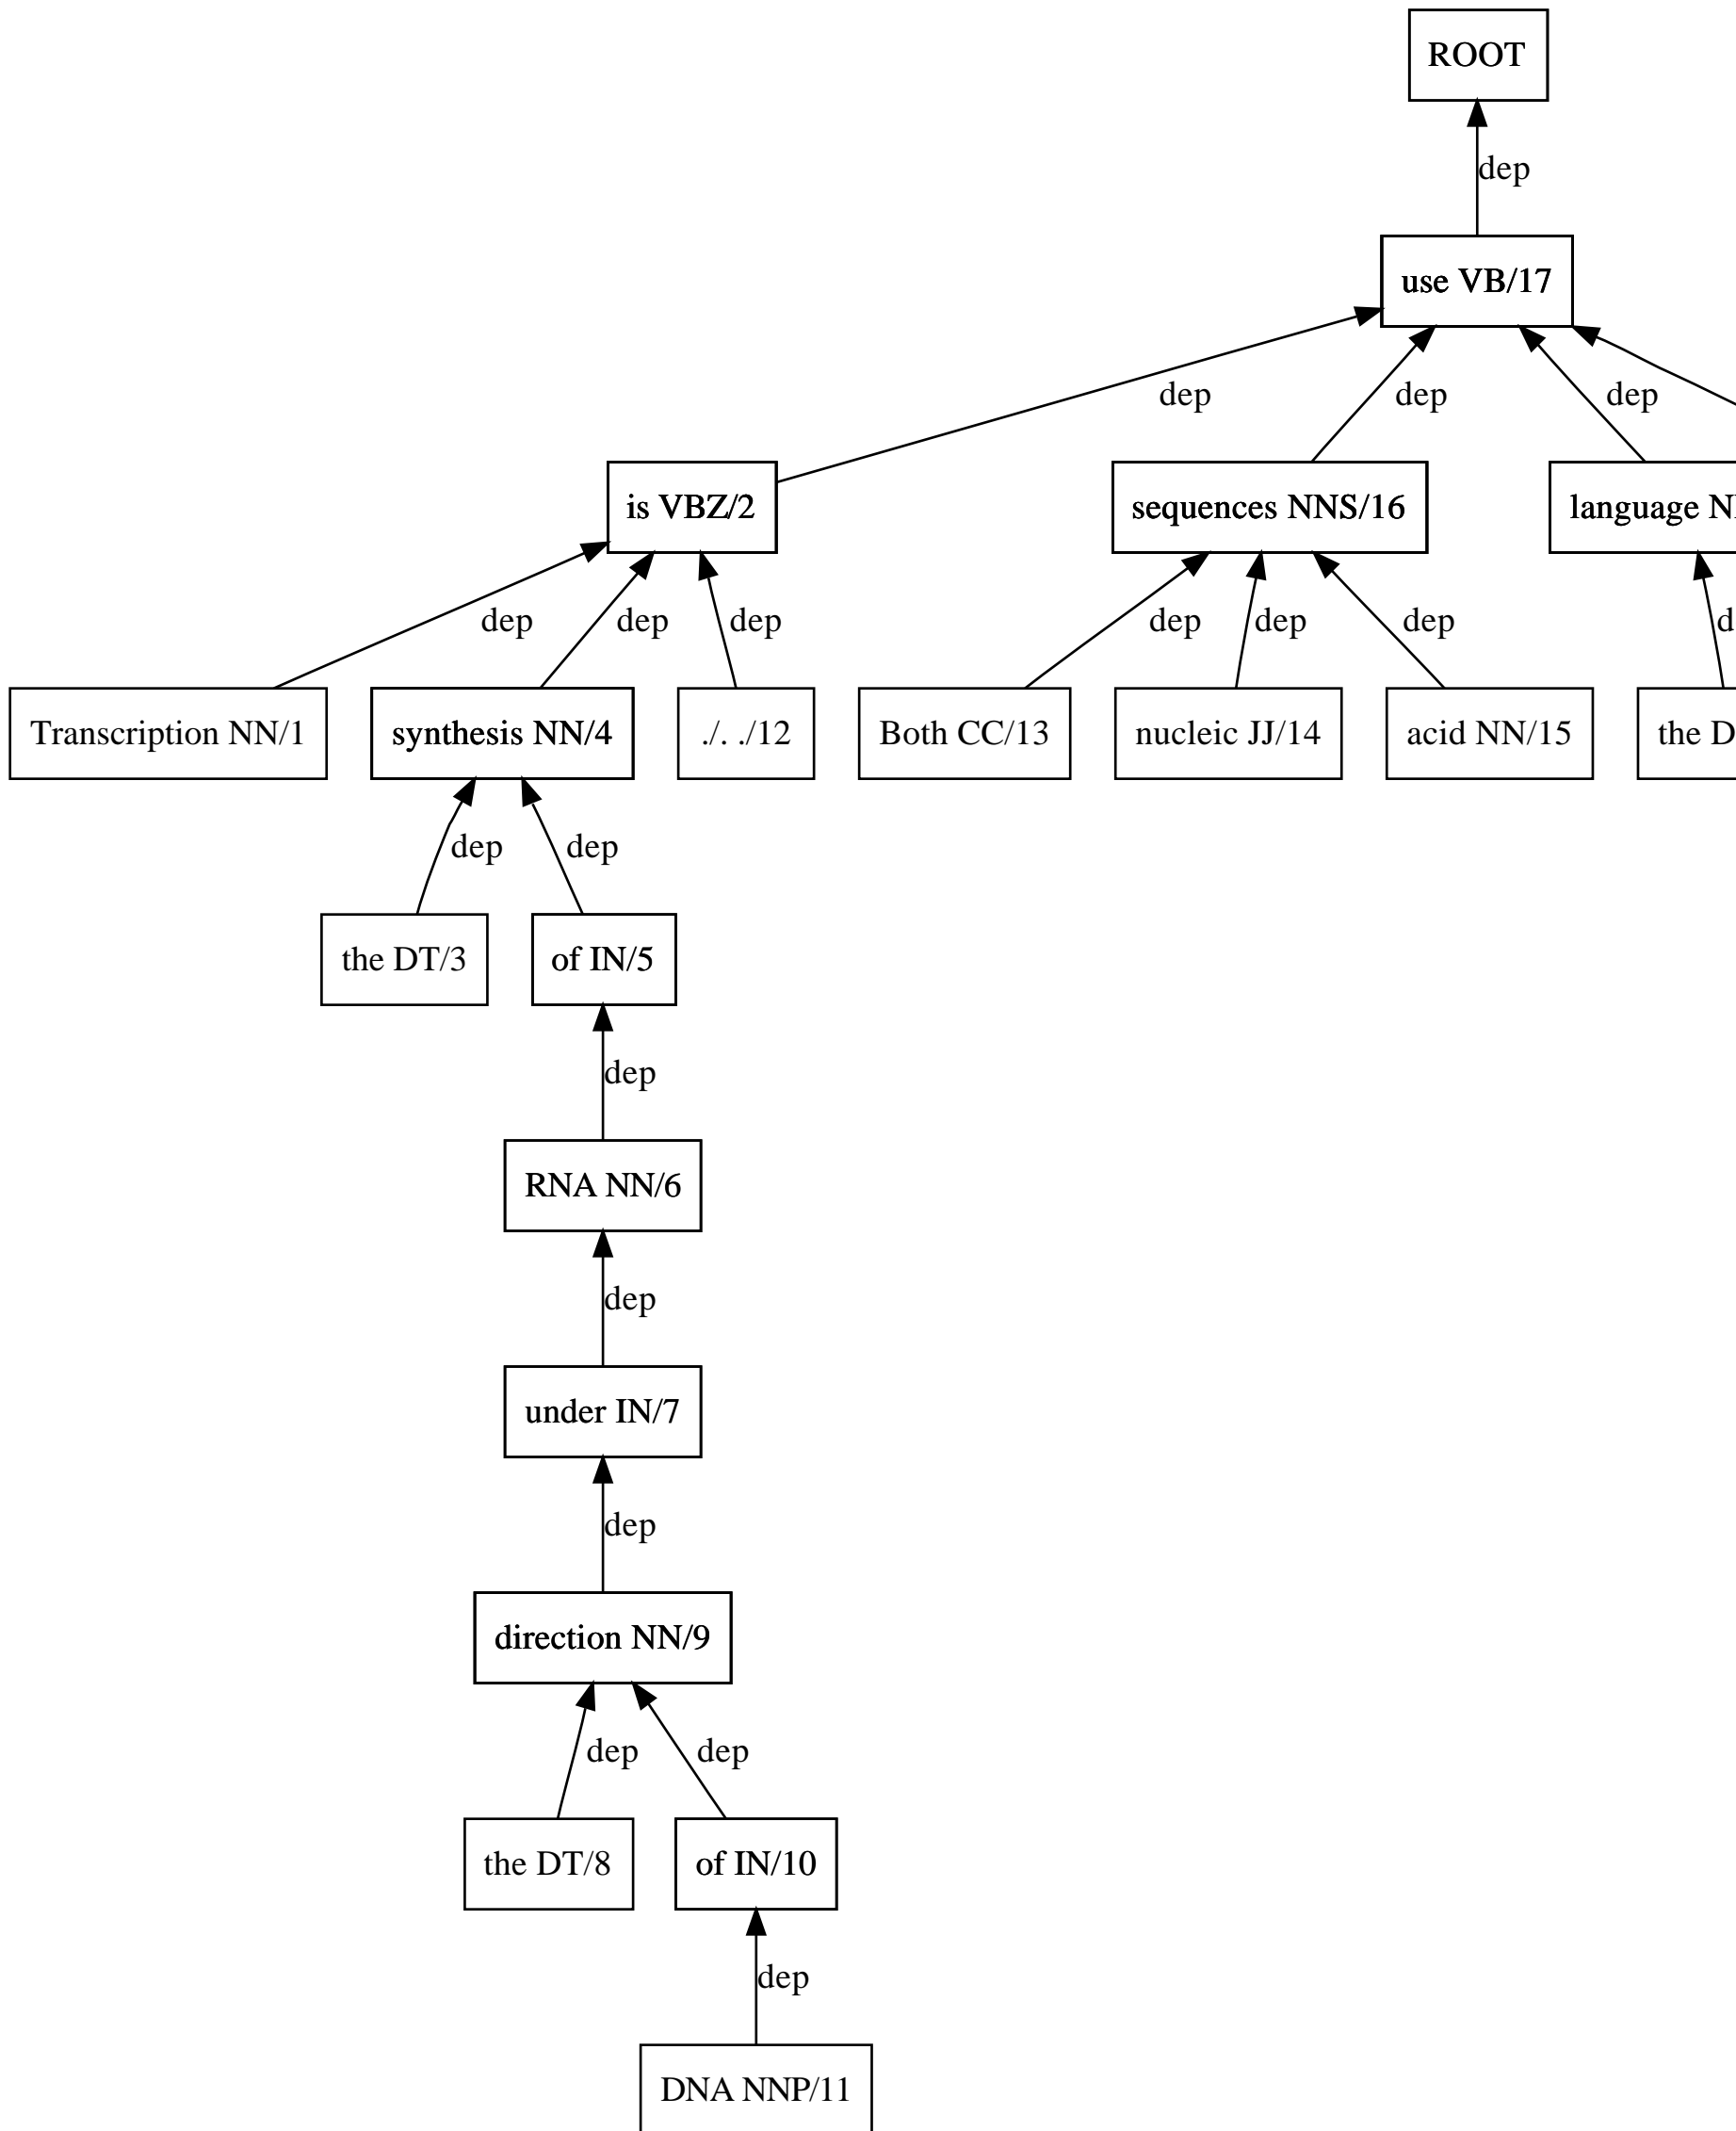 ROOT
dep
use VB/17
dep dep dep
is VBZ/2 sequences NNS/16 language
dep dep dep dep dep dep
Transcription NN/1 synthesis NN/4 ./. ./12 Both CC/13 nucleic JJ/14 acid NN/15 the
dep dep
the DT/3 of IN/5
dep
RNA NN/6
dep
under IN/7
dep
direction NN/9
dep dep
the DT/8 of IN/10
dep
DNA NNP/11